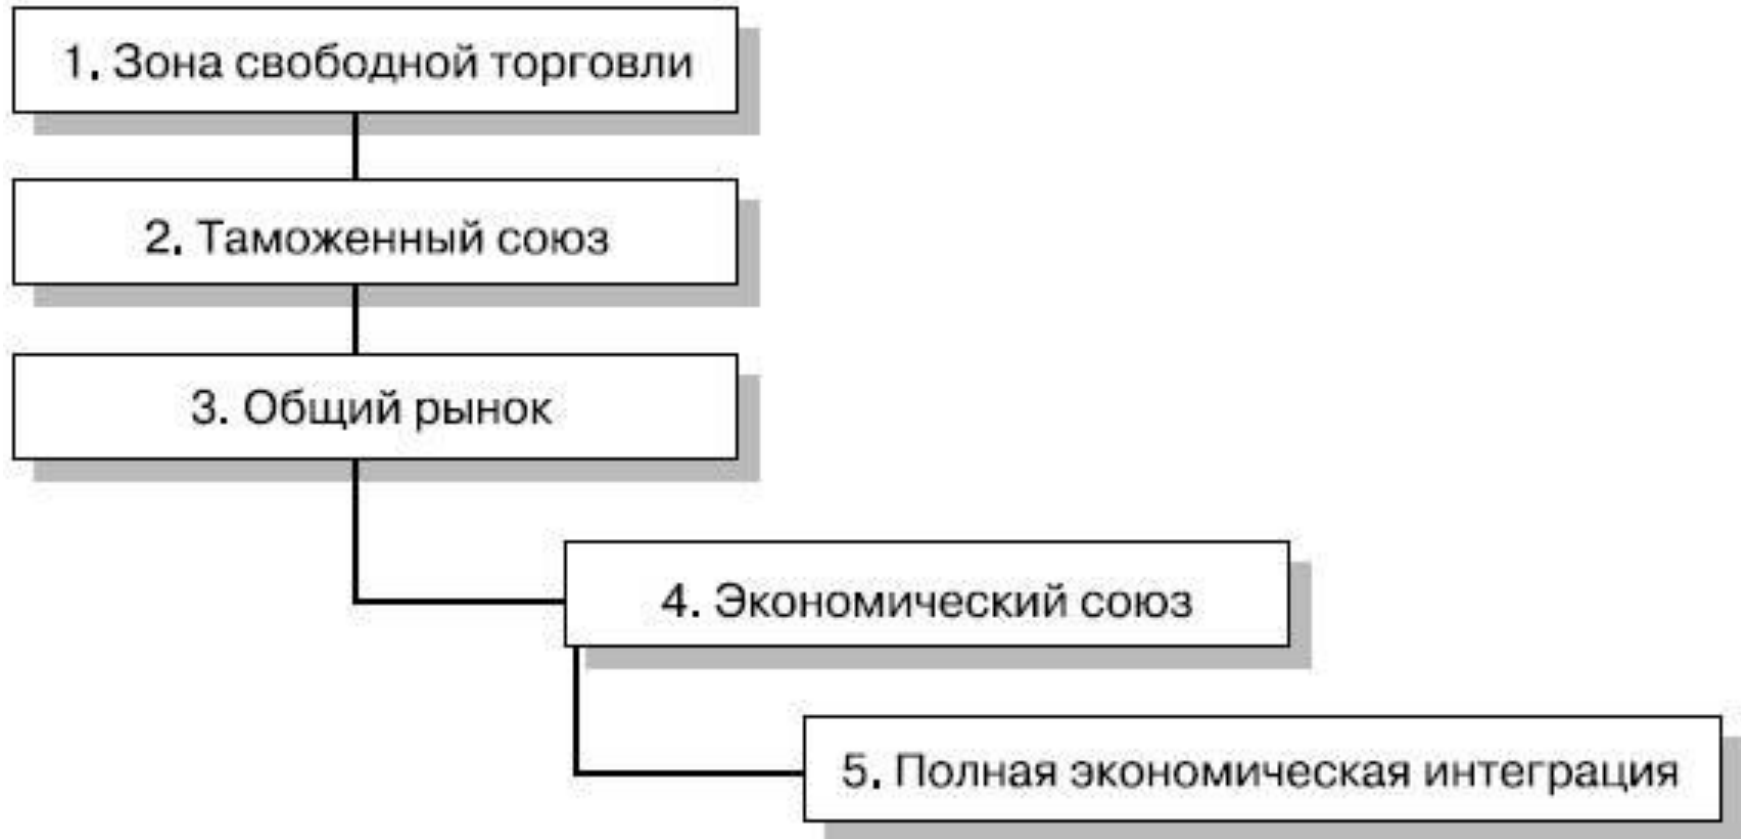 1. Зона свободной торговли
2. Таможенный союз
3. Общий рынок
4. Экономический союз
5. Полная экономическая интеграция